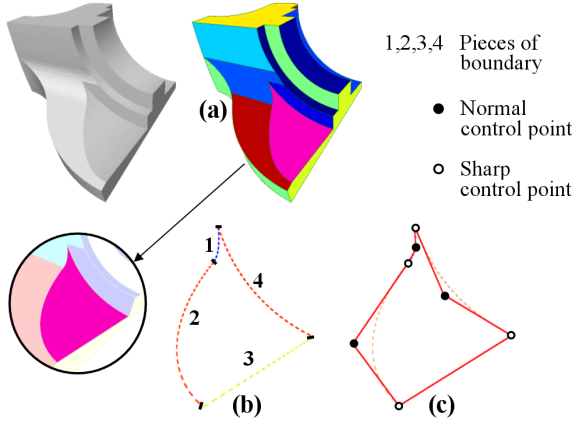 1,2,3,4 Pieces of
boundary
(a)
Normal
control point
Sharp
control point
1
4
2
3
(b)
(c)